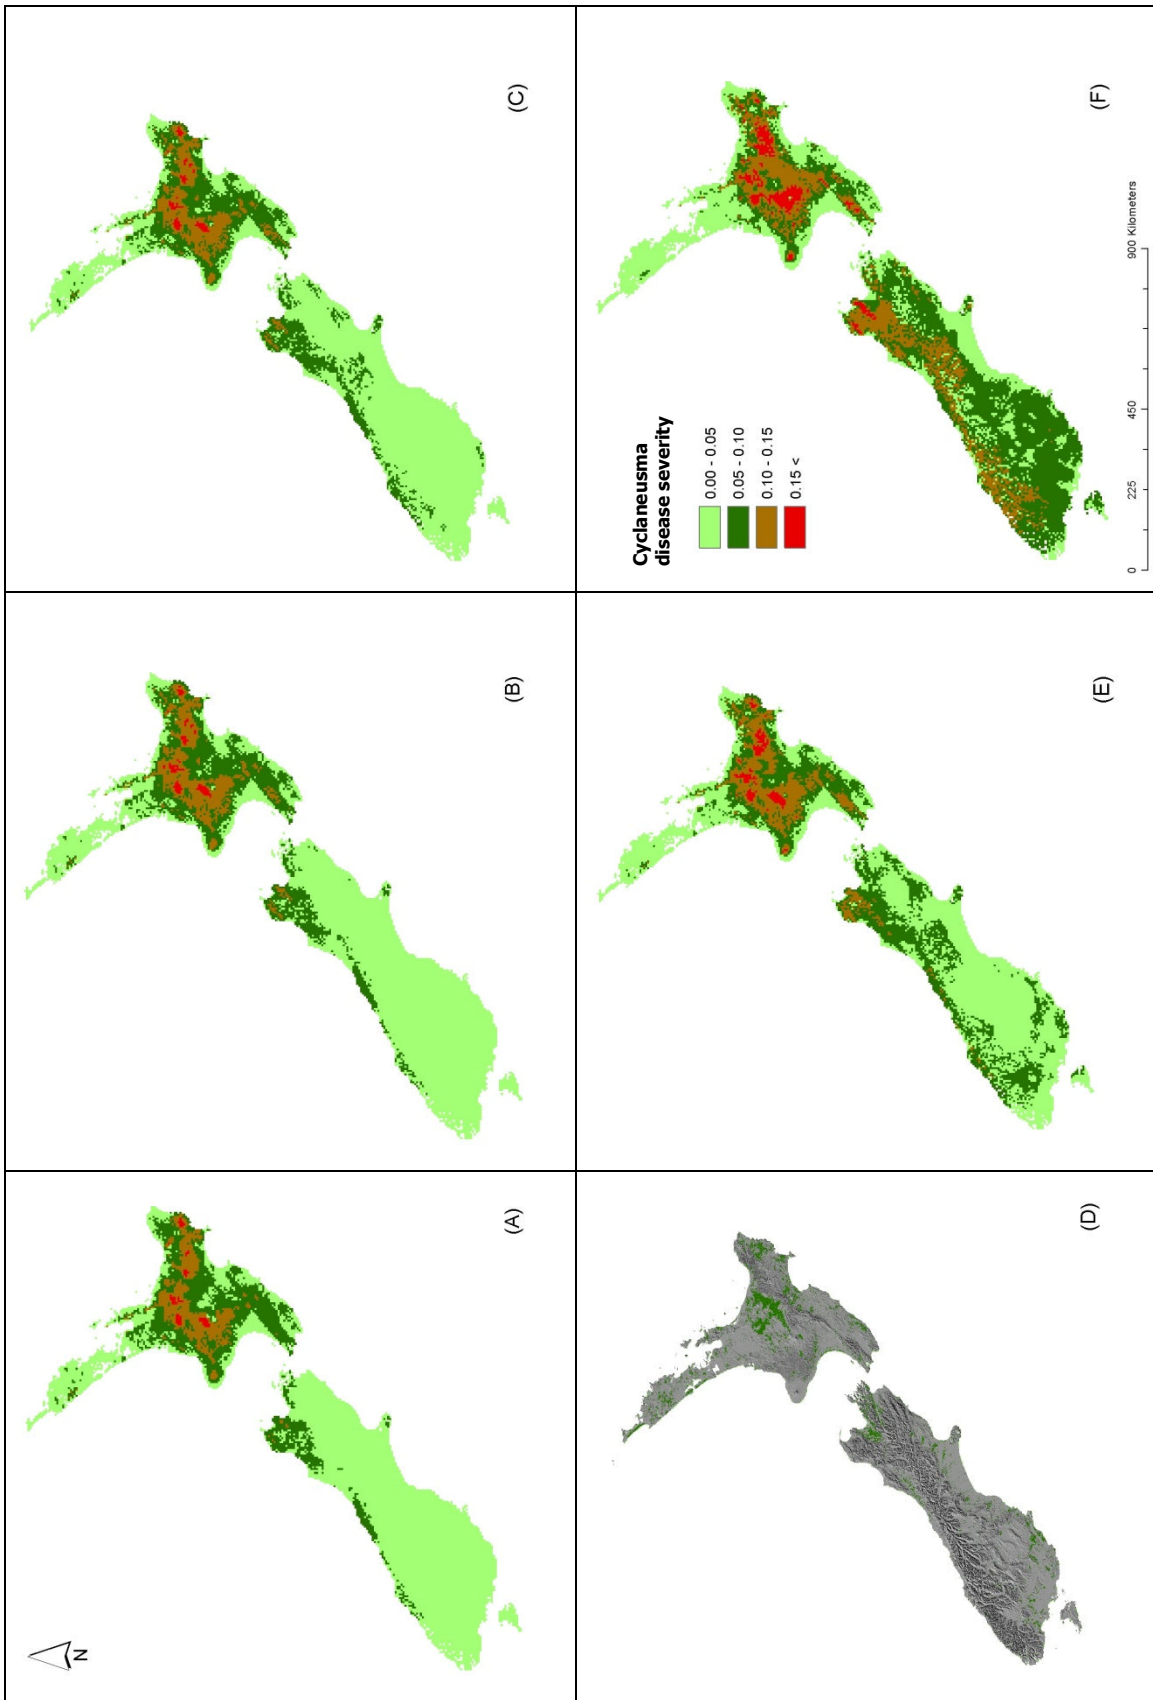 N
(A)
(B)
(C)
(D)
(E)
Cyclaneusma
disease severity
0.00 - 0.05
0.05 - 0.10
0.10 - 0.15
0.15 <
0 225 450 900 Kilometers
(F)